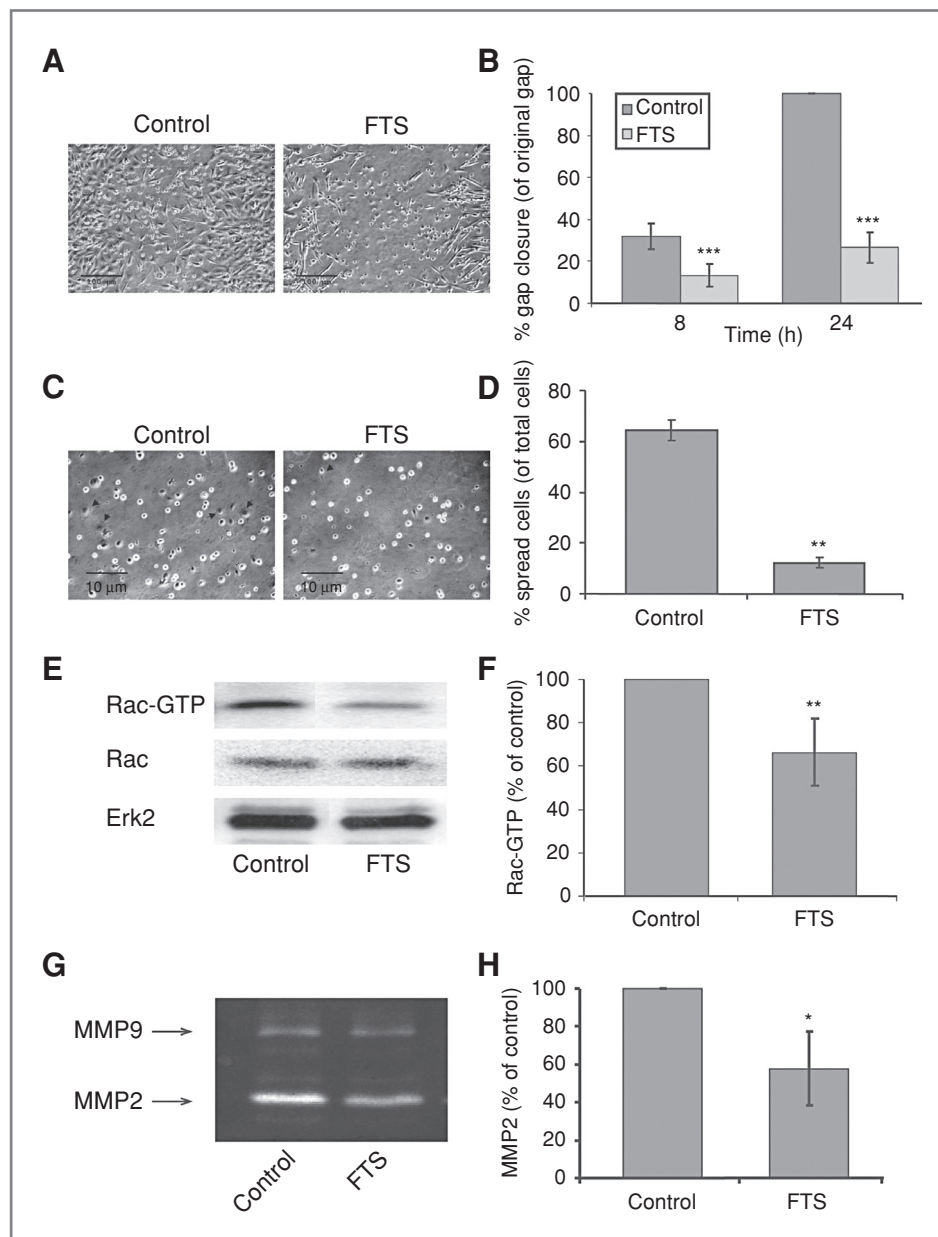 A
Control
FTS
100 µm
B
% gap closure (of original gap)
100
80
60
40
20
0
Control
FTS
***
***
8
24
Time (h)
C
Control
FTS
10 µm
10 µm
D
% spread cells (of total cells)
80
60
40
20
0
**
Control
FTS
E
Rac-GTP
Rac
Erk2
Control
FTS
F
Rac-GTP (% of control)
100
80
60
40
20
0
**
Control
FTS
G
MMP9
MMP2
Control
FTS
H
MMP2 (% of control)
100
80
60
40
20
0
*
Control
FTS